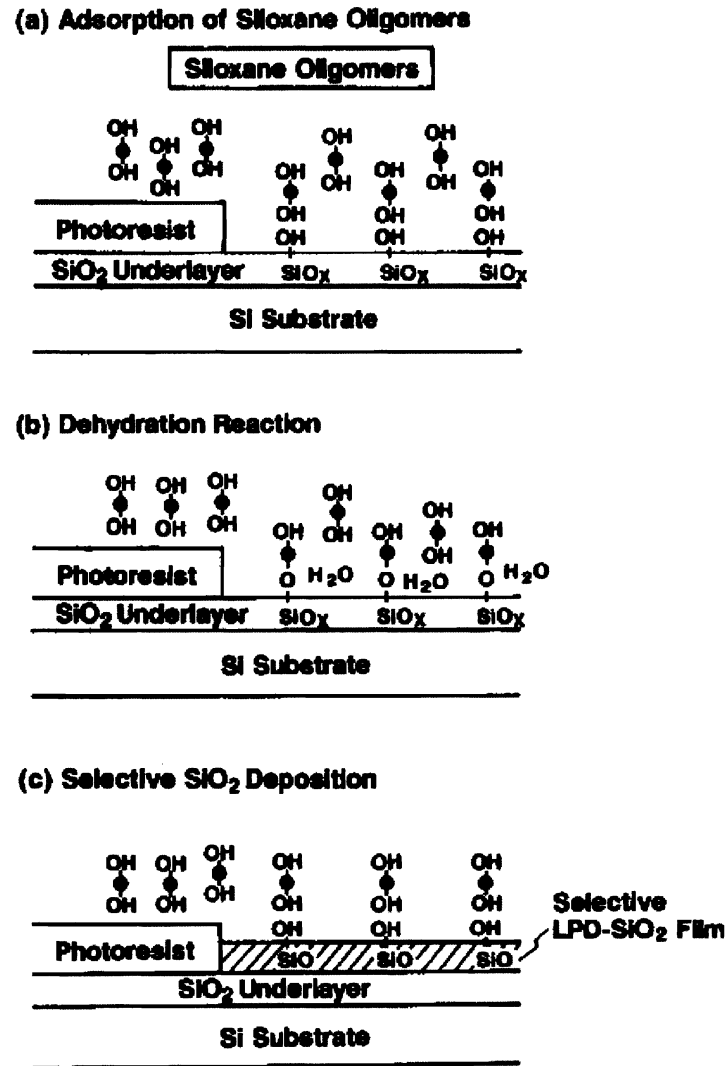 (a) Adsorption of Siloxane Oligomers
Siloxane Oligomers
OH OH OH OH OH
OH OH OH OH OH OH OH OH
OH OH OH OH OH
OH OH OH
Photoresist
SiO₂ Underlayer SiOx SiOx SiOx
Si Substrate
(b) Dehydration Reaction
OH OH OH OH OH
OH OH OH OH OH OH OH OH
Photoresist O H₂O O H₂O O H₂O
SiO₂ Underlayer SiOx SiOx SiOx
Si Substrate
(c) Selective SiO₂ Deposition
OH OH OH OH OH OH
OH OH OH OH OH OH
OH OH OH
Selective
LPD-SiO₂ Film
Photoresist SiO SiO SiO
SiO₂ Underlayer
Si Substrate